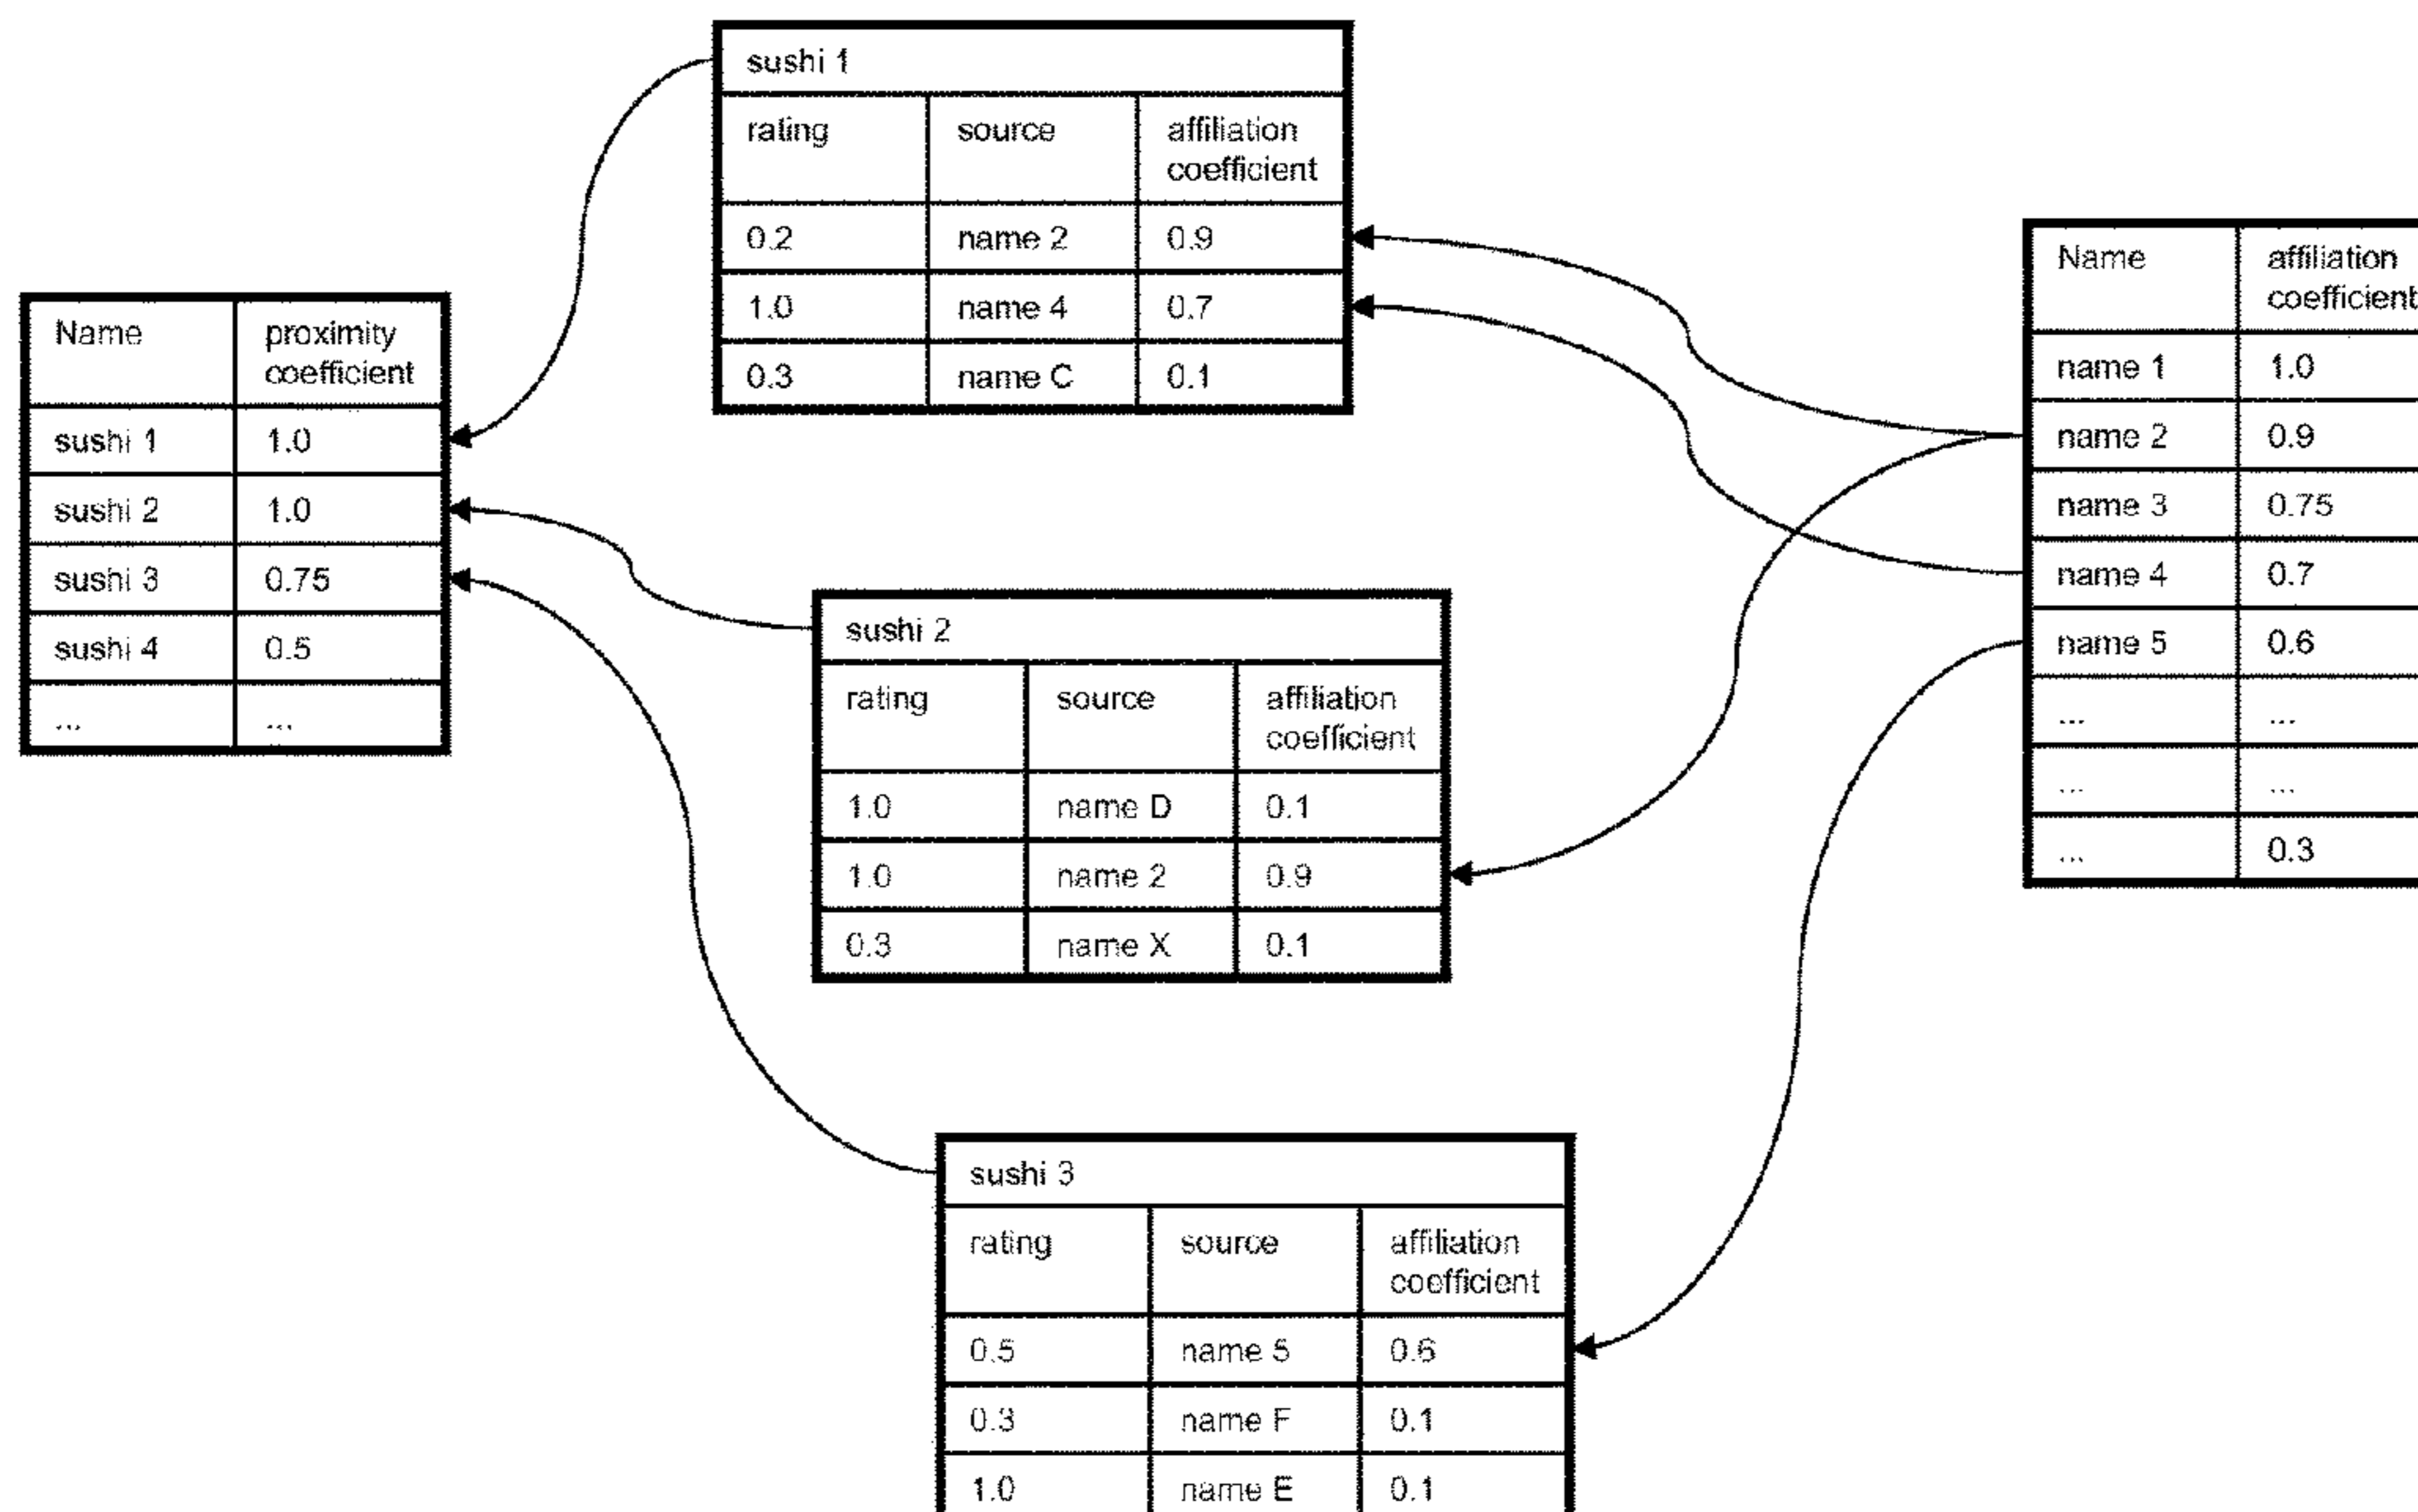 sushi 1
rating source affiliation
coefficient
0.2 name 2 0.9
1.0 name 4 0.7
0.3 name C 0.1
Name proximity
coefficient
sushi 1 1.0
sushi 2 1.0
sushi 3 0.75
sushi 4 0.5
... ...
sushi 2
rating source affiliation
coefficient
1.0 name D 0.1
1.0 name 2 0.9
0.3 name X 0.1
Name affiliation
coefficient
name 1 1.0
name 2 0.9
name 3 0.75
name 4 0.7
name 5 0.6
... ...
... ...
... 0.3
sushi 3
rating source affiliation
coefficient
0.5 name 5 0.6
0.3 name F 0.1
1.0 name E 0.1